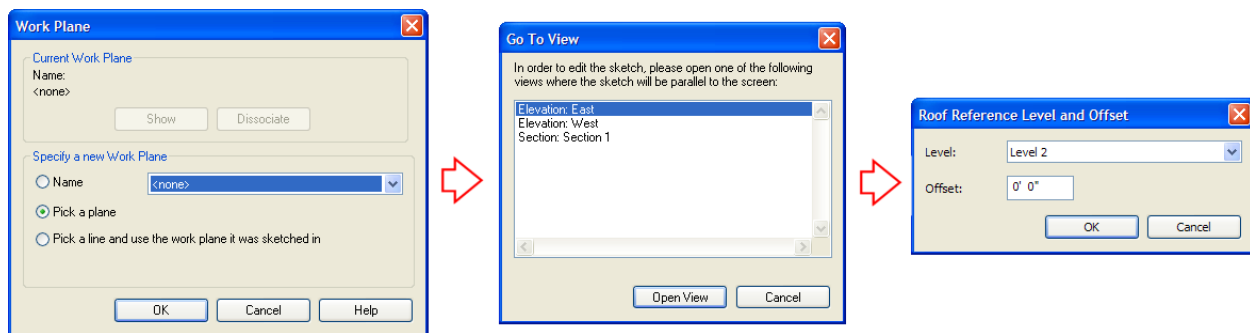 Work Plane
Current Work Plane
Name:
<none>
Show
Dissociate
Specify a new Work Plane
Name
<none>
Pick a plane
Pick a line and use the work plane it was sketched in
OK
Cancel
Help
Go To View
In order to edit the sketch, please open one of the following
views where the sketch will be parallel to the screen:
Elevation: East
Elevation: West
Section: Section 1
Open View
Cancel
Roof Reference Level and Offset
Level:
Level 2
Offset:
0' 0"
OK
Cancel